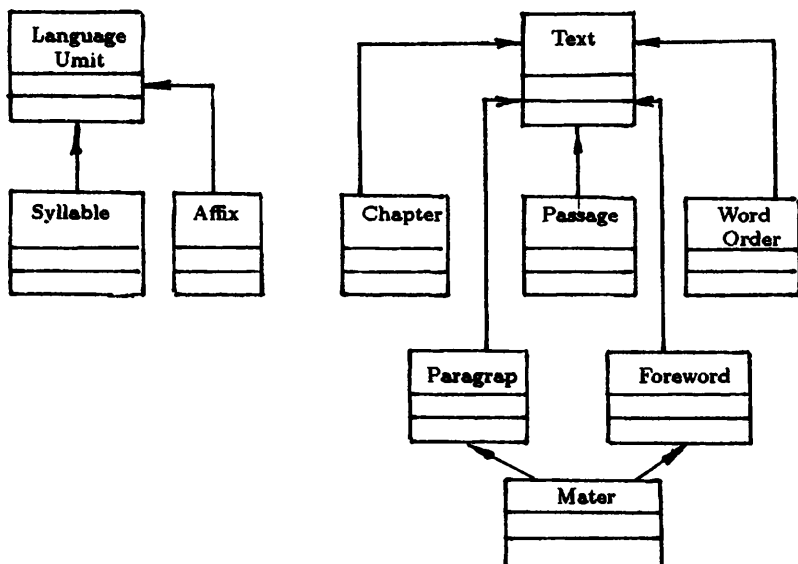 Language
Umit
Text
Syllable
Affix
Chapter
Passage
Word
Order
Paragrap
Foreword
Mater